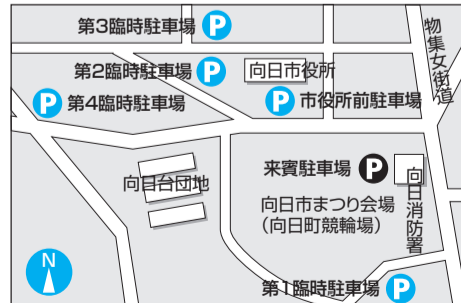 第3臨時駐車場 P
第2臨時駐車場 P
向日市役所
物集女街道
P 第4臨時駐車場
P 市役所前駐車場
来賓駐車場 P
向日台団地
向日消防署
向日市まつり会場
(向日町競輪場)
N
第1臨時駐車場 P